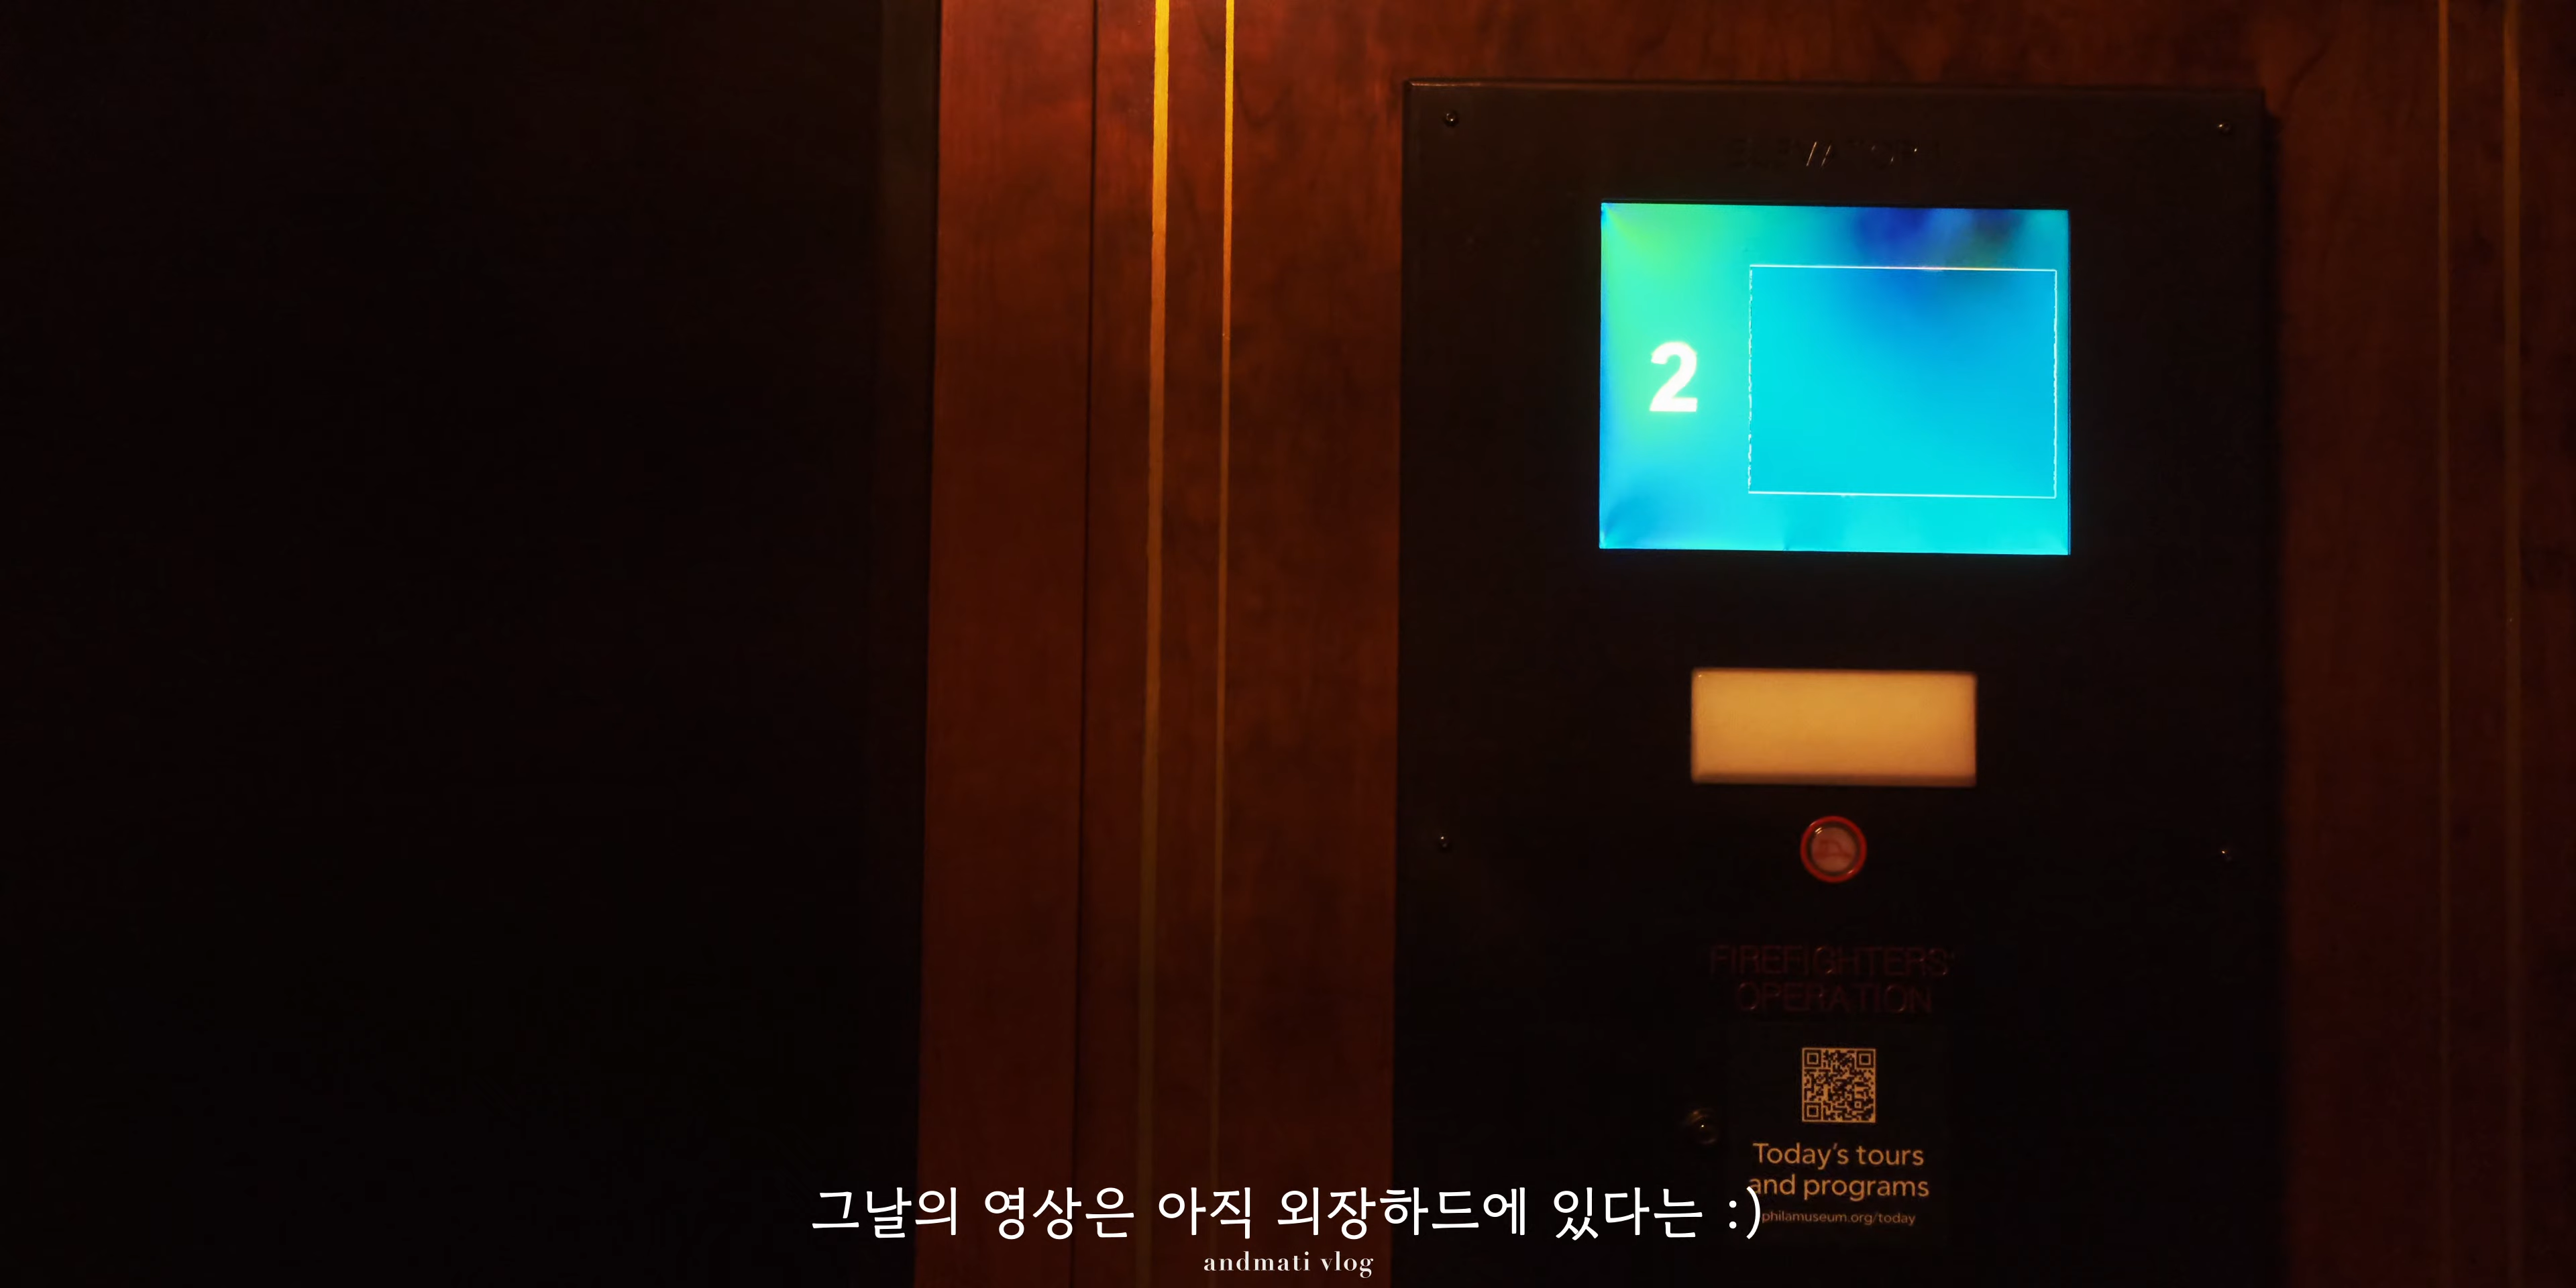 2
FIREFIGHTERS'
OPERATION
Today's tours
and programs
philamuseum.org/today
그날의 영상은 아직 외장하드에 있다는 :)
andmati vlog